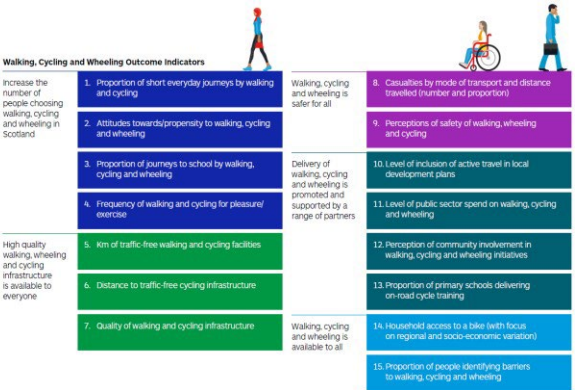 Walking, Cycling and Wheeling Outcome Indicators
Increase the
number of
people choosing
walking, cycling
and wheeling in
Scotland
1. Proportion of short everyday journeys by walking
and cycling
2. Attitudes towards/propensity to walking, cycling
and wheeling
3. Proportion of journeys to school by walking,
cycling and wheeling
4. Frequency of walking and cycling for pleasure/
exercise
High quality
walking, wheeling
and cycling
infrastructure
is available to
everyone
5. Km of traffic-free walking and cycling facilities
6. Distance to traffic-free cycling infrastructure
7. Quality of walking and cycling infrastructure
Walking, cycling
and wheeling is
safer for all
8. Casualties by mode of transport and distance
travelled (number and proportion)
9. Perceptions of safety of walking, wheeling
and cycling
Delivery of
walking, cycling
and wheeling is
promoted and
supported by a
range of partners
10. Level of inclusion of active travel in local
development plans
11. Level of public sector spend on walking, cycling
and wheeling
12. Perception of community involvement in
walking, cycling and wheeling initiatives
13. Proportion of primary schools delivering
on-road cycle training
Walking, cycling
and wheeling is
available to all
14. Household access to a bike (with focus
on regional and socio-economic variation)
15. Proportion of people identifying barriers
to walking, cycling and wheeling